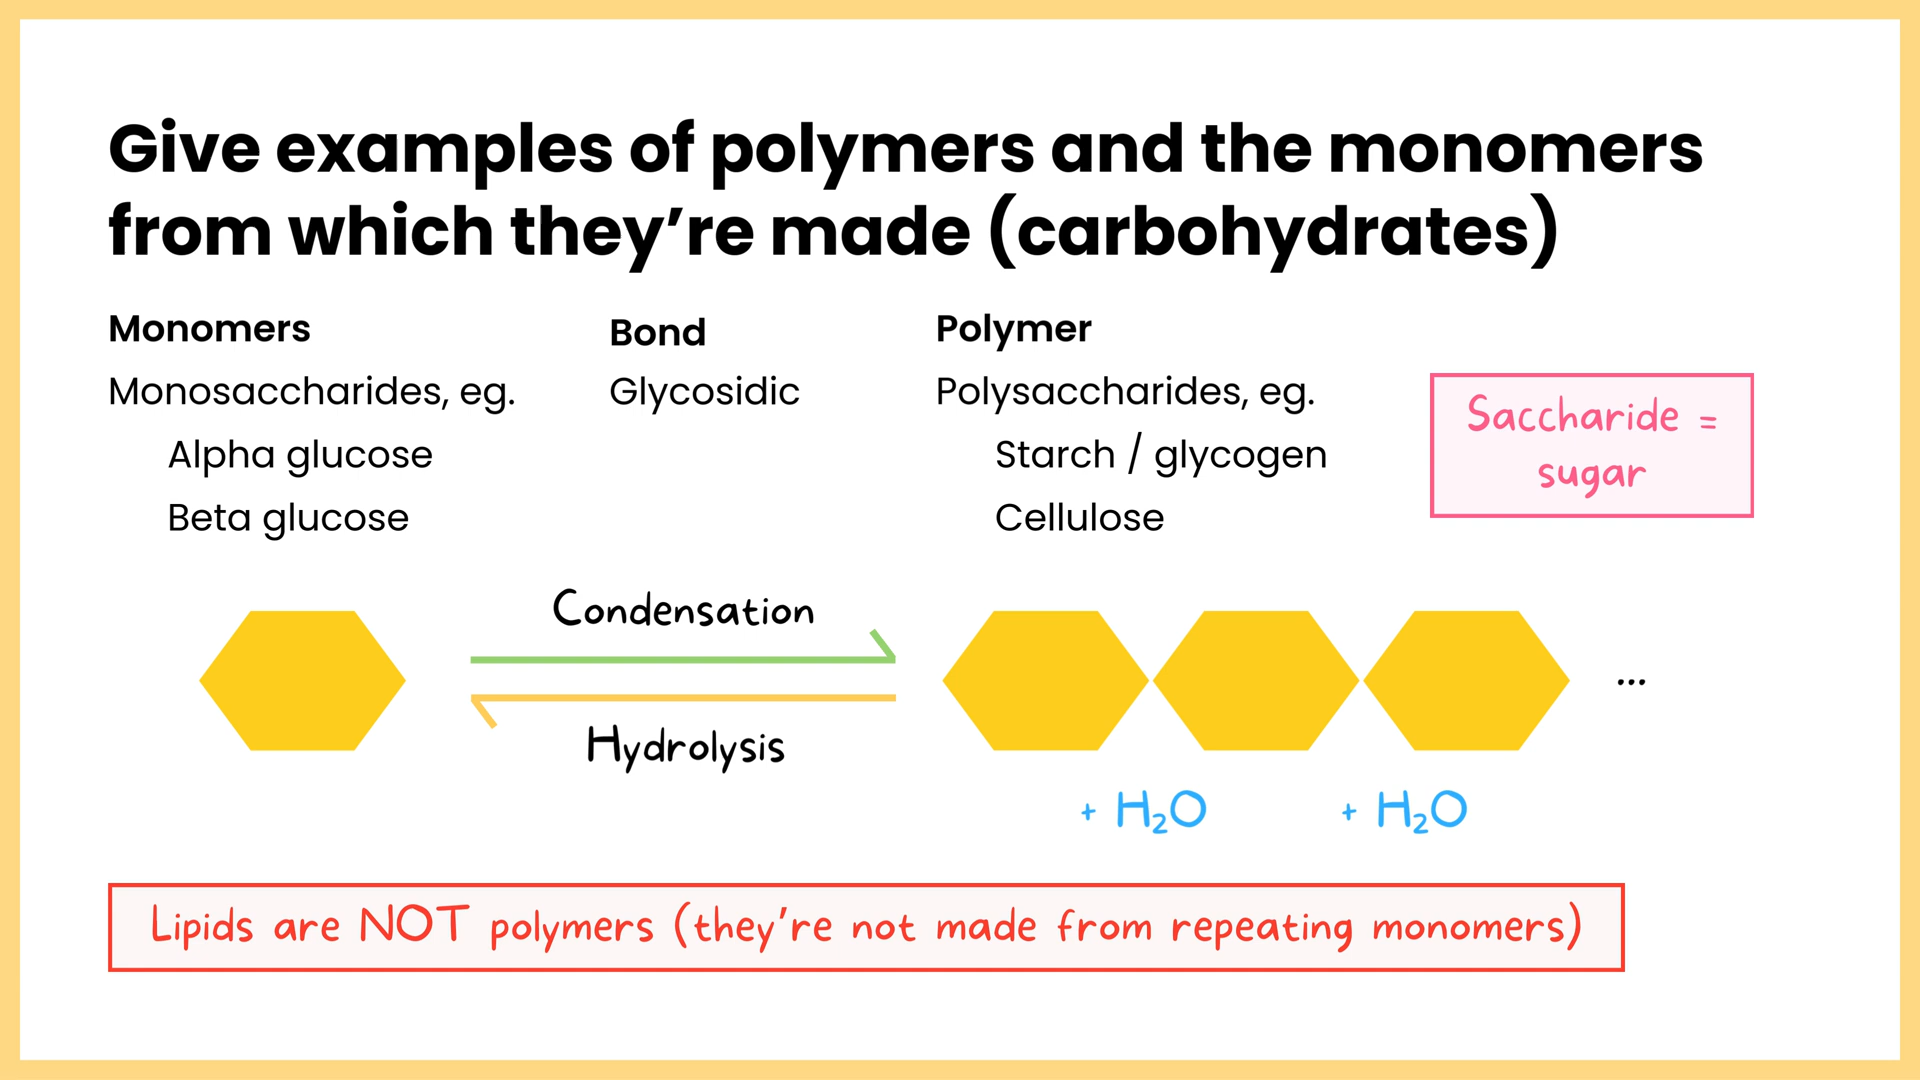 Give examples of polymers and the monomers
from which they’re made (carbohydrates)
Monomers
Monosaccharides, eg.
Alpha glucose
Beta glucose
Bond
Glycosidic
Polymer
Polysaccharides, eg.
Starch / glycogen
Cellulose
Saccharide =
sugar
Condensation
Hydrolysis
...
+ H₂O
+ H₂O
Lipids are NOT polymers (they’re not made from repeating monomers)